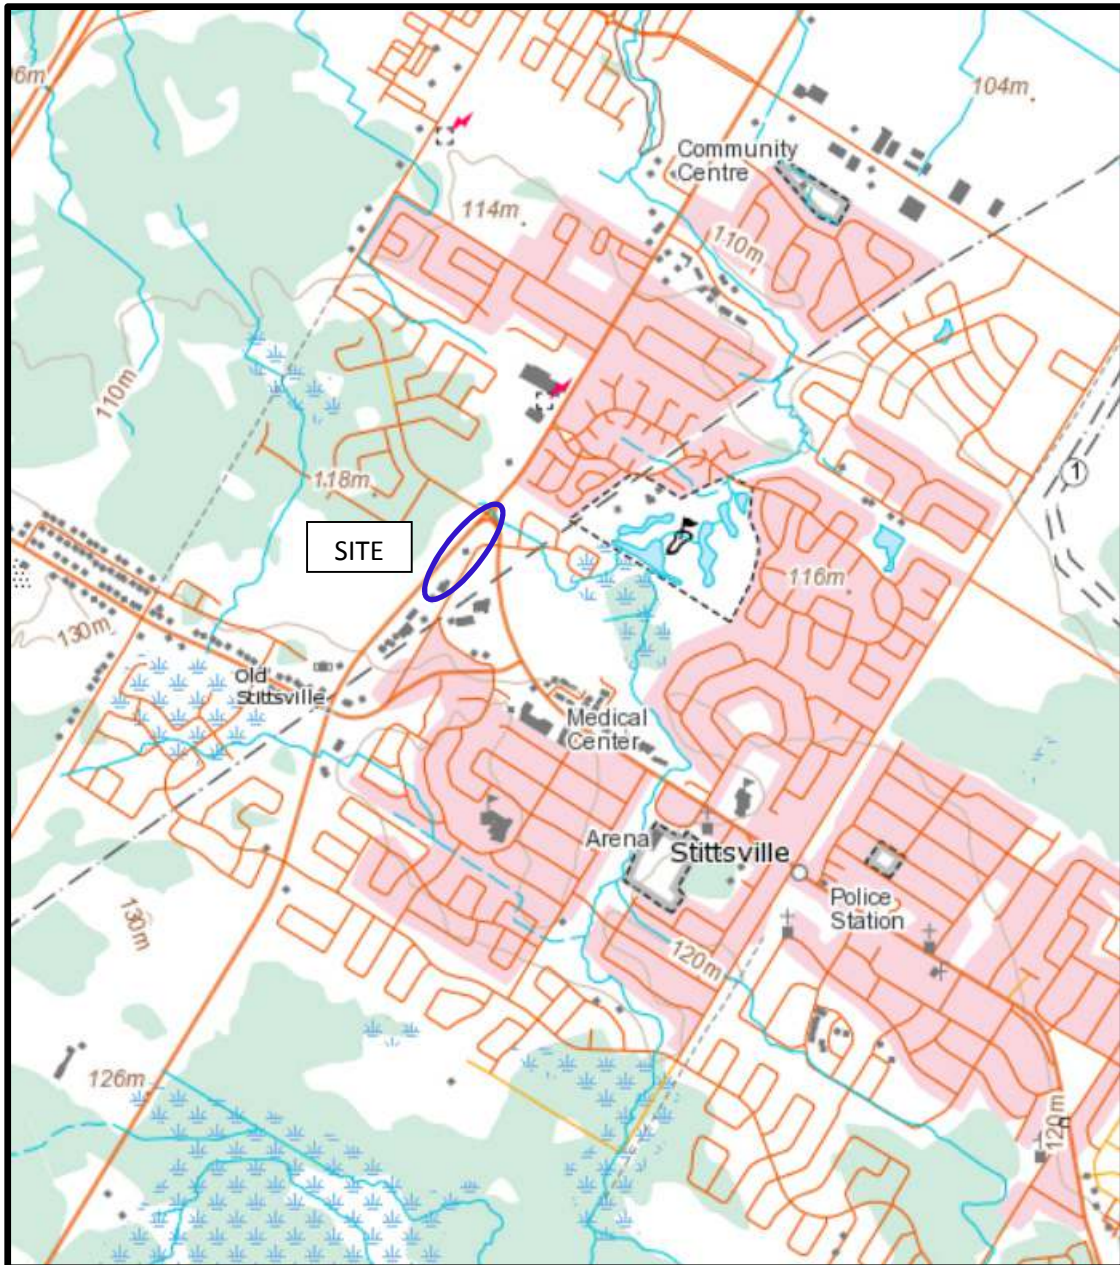 6m
104m
Community
Centre
114m
110m
110m
1
118m
SITE
116m
130m
Old
Stittsville
Medical
Center
Arena
Stittsville
Police
Station
130m
120m
126m
120m